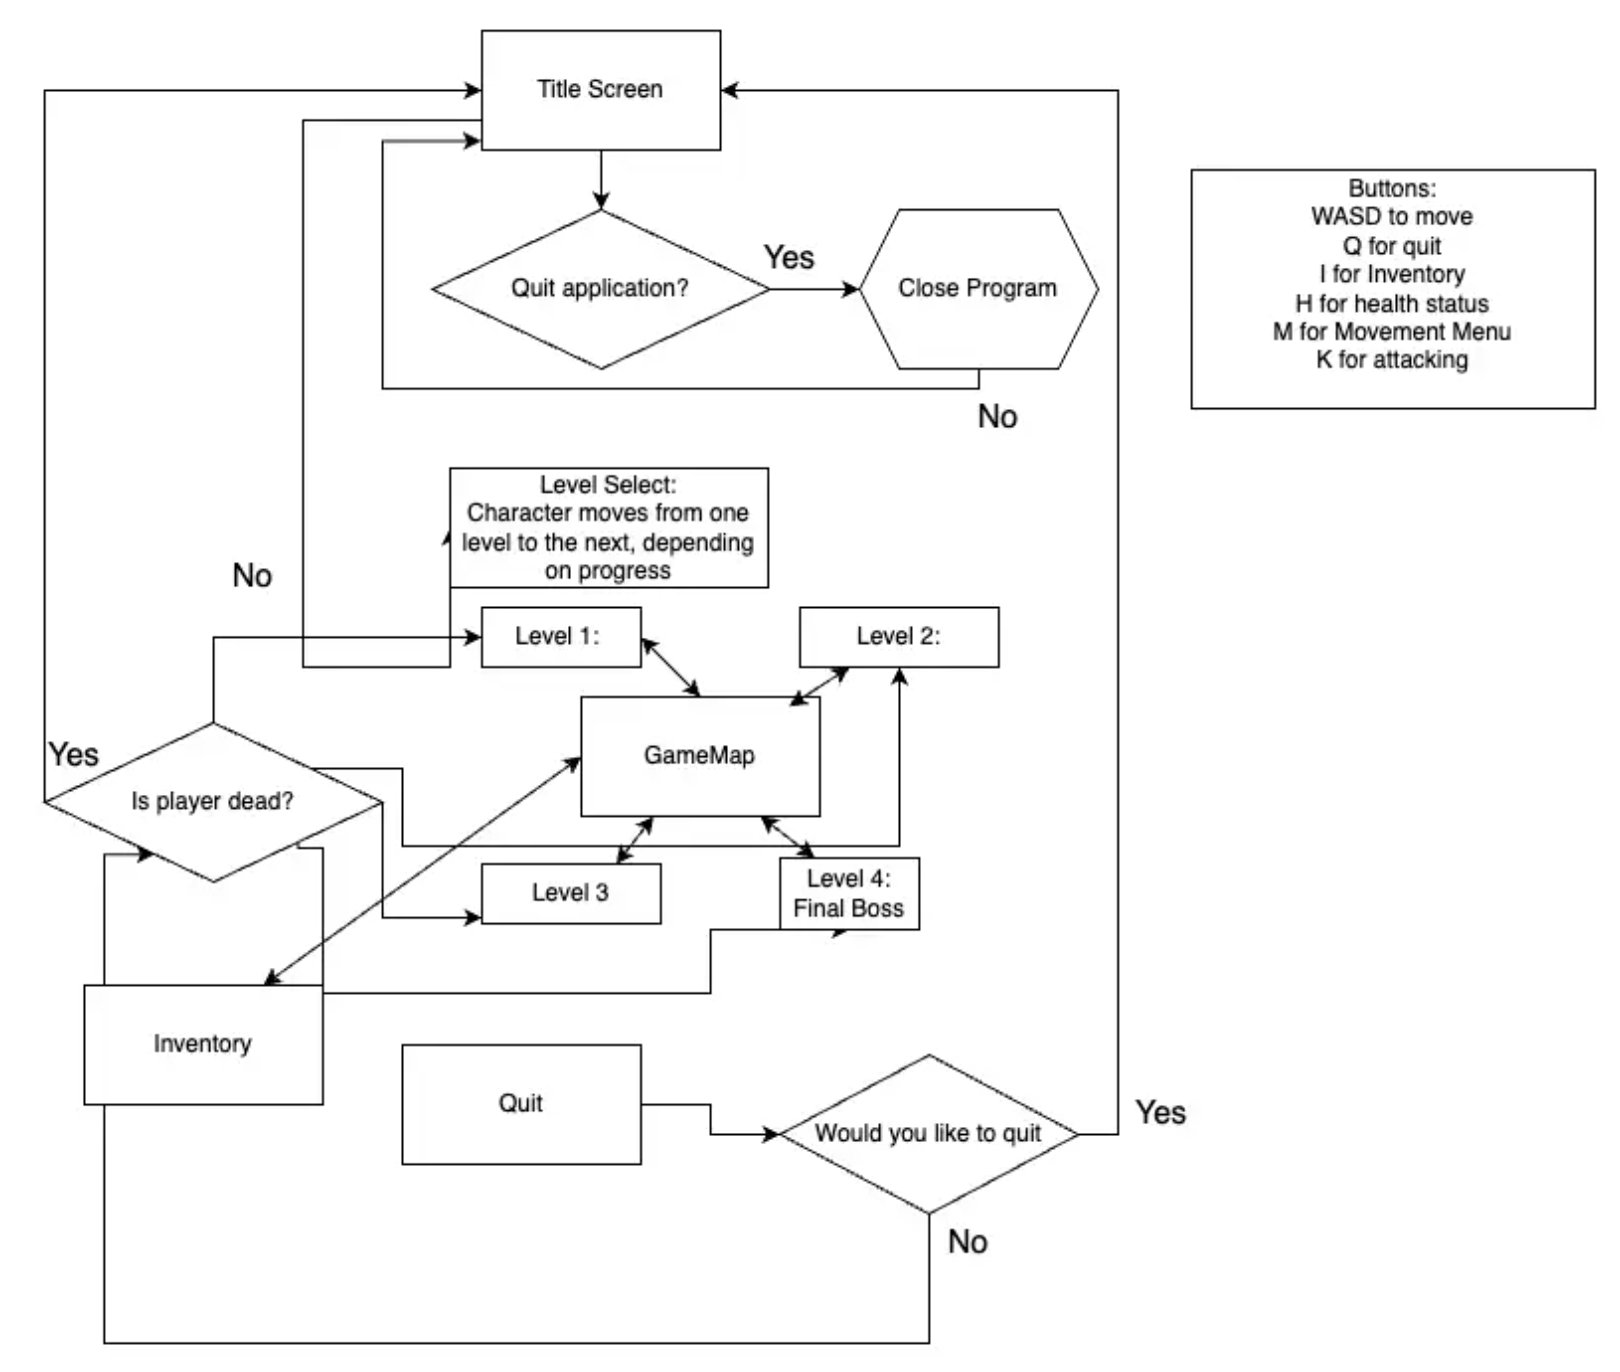 Title Screen
Quit application?
Yes
Close Program
No
Buttons:
WASD to move
Q for quit
I for Inventory
H for health status
M for Movement Menu
K for attacking
Level Select:
Character moves from one
level to the next, depending
on progress
No
Level 1:
Level 2:
GameMap
Yes
Is player dead?
Level 3
Level 4:
Final Boss
Inventory
Quit
Would you like to quit
Yes
No